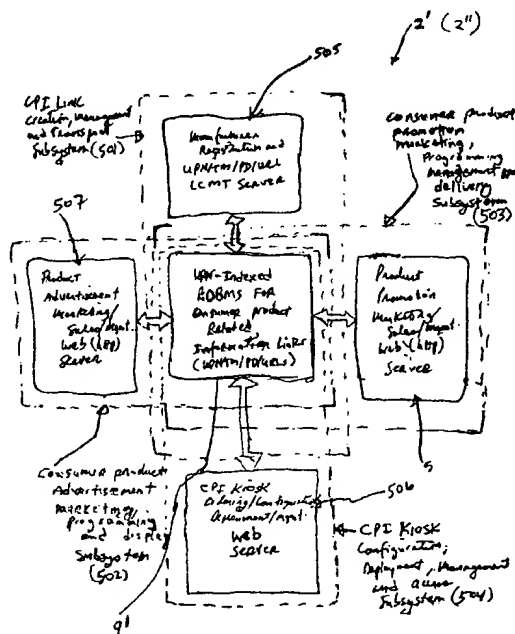 2' (2")
505
CPI Link
Creation, Management
and Transport
Subsystem (501)
Manufacturer
Registration and
UPN/TM/PD/URL
LCMT SERVER
Consumer product
promotion
marketing,
programming
management and
delivery
Subsystem
(503)
507
Product
Advertisement
Marketing/
Sales/mgmt.
Web (http)
Server
UPN-Indexed
RDBMS FOR
Consumer product
Related
Information Links
(UPN/TM/PD/URLs)
Product
Promotion
Marketing/
Sales/mgmt.
Web (http)
Server
Consumer product
Advertisement
marketing,
programming
and display
Subsystem
(502)
CPI KIOSK
Ordering/Configuration
Deployment/Mgmt.
WEB
SERVER
506
5
CPI KIOSK
Configuration,
Deployment, Management
and access
Subsystem (504)
9'